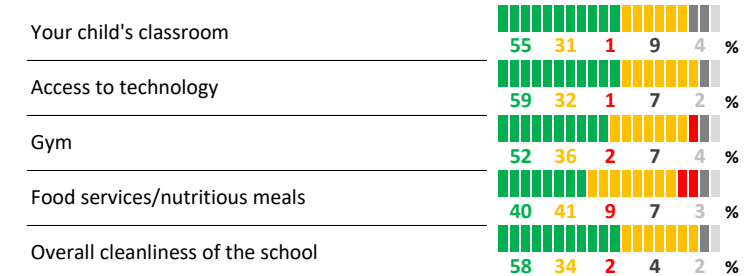 Your child's classroom
55 31 1 9 4 %
Access to technology
59 32 1 7 2 %
Gym
52 36 2 7 4 %
Food services/nutritious meals
40 41 9 7 3 %
Overall cleanliness of the school
58 34 2 4 2 %